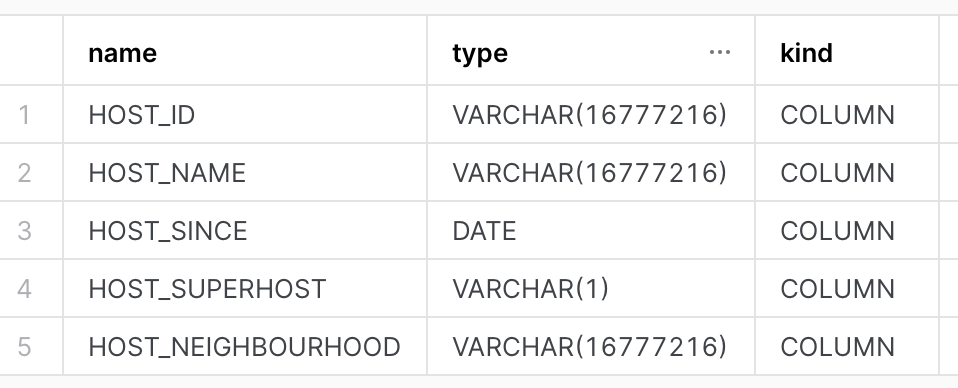 name type ... kind
1 HOST_ID VARCHAR(16777216) COLUMN
2 HOST_NAME VARCHAR(16777216) COLUMN
3 HOST_SINCE DATE COLUMN
4 HOST_SUPERHOST VARCHAR(1) COLUMN
5 HOST_NEIGHBOURHOOD VARCHAR(16777216) COLUMN